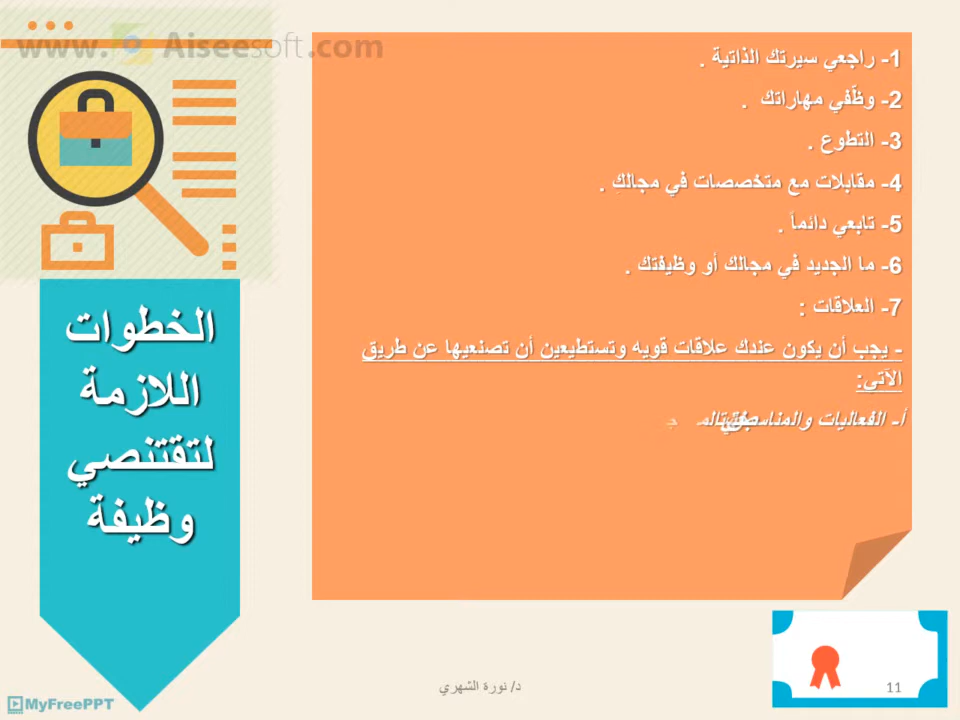 www.Aiseesoft.com
1- راجعي سيرتك الذاتية .
2- وظّفي مهاراتك .
3- التطوع .
4- مقابلات مع متخصصات في مجالك .
5- تابعي دائماً .
6- ما الجديد في مجالك أو وظيفتك .
7- العلاقات :
- يجب أن يكون عندك علاقات قويه وتستطيعين أن تصنعيها عن طريق
الآتي:
أ- الفعاليات
الخطوات
اللازمة
لتقتنصي
وظيفة
د/ نورة الشهري
11
MyFreePPT